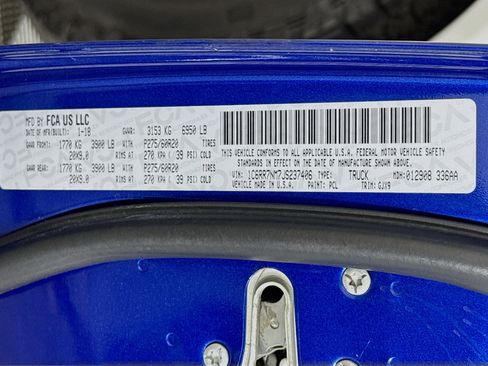 MFD BY FCA US LLC
DATE OF MFR(BUILT): 1-18 GVWR: 3153 KG 6950 LB
GAWR FRONT: 1770 KG 3900 LB WITH P275/60R20 TIRES
20X9.0 RIMS AT 270 KPA ( 39 PSI) COLD
GAWR REAR: 1770 KG 3900 LB WITH P275/60R20 TIRES
20X9.0 RIMS AT 270 KPA ( 39 PSI) COLD
THIS VEHICLE CONFORMS TO ALL APPLICABLE U.S.A. FEDERAL MOTOR VEHICLE SAFETY
STANDARDS IN EFFECT ON THE DATE OF MANUFACTURE SHOWN ABOVE.
VIN: 1C6RR7NM7JS237406 TYPE: TRUCK MDH: 012908 336AA
PAINT: PCL TRIM: GJX9